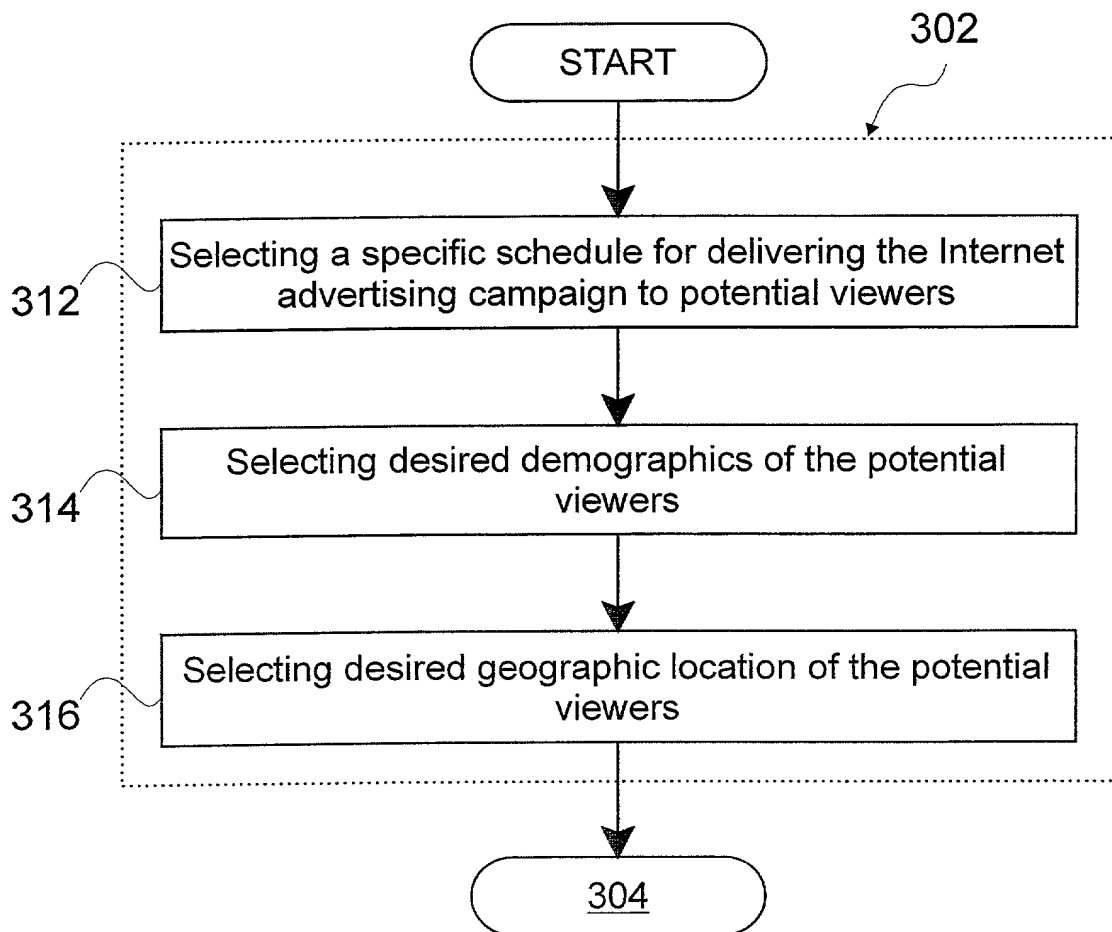 302
START
312
Selecting a specific schedule for delivering the Internet
advertising campaign to potential viewers
314
Selecting desired demographics of the potential
viewers
316
Selecting desired geographic location of the potential
viewers
304